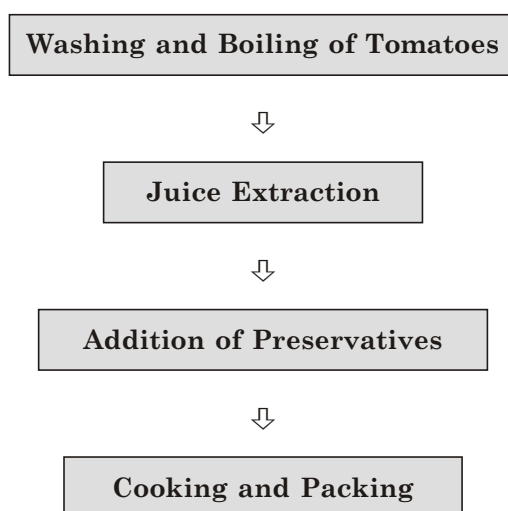 Washing and Boiling of Tomatoes
Juice Extraction
Addition of Preservatives
Cooking and Packing